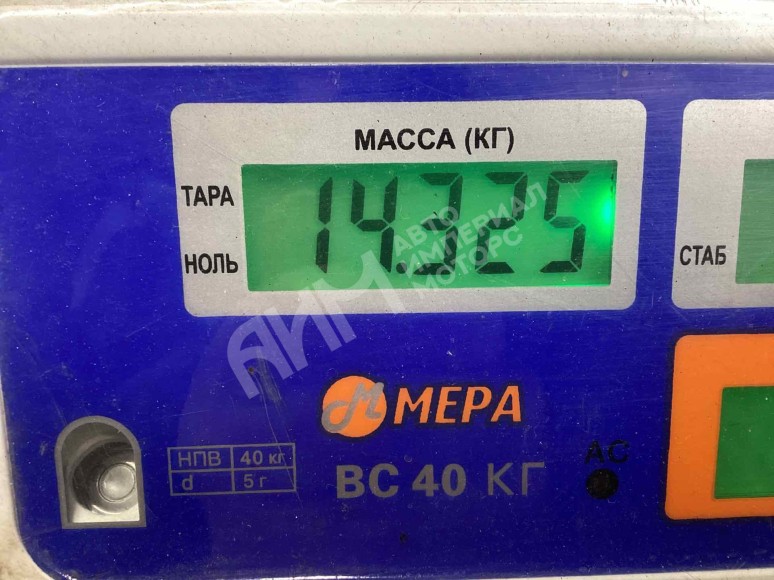 МАССА (КГ)
ТАРА
14.325
НОЛЬ
СТАБ
АИМ АВТО
ИМПЕРИАЛ
МОТОРС
М МЕРА
НПВ 40 кг
d 5 г
ВС 40 КГ
AC